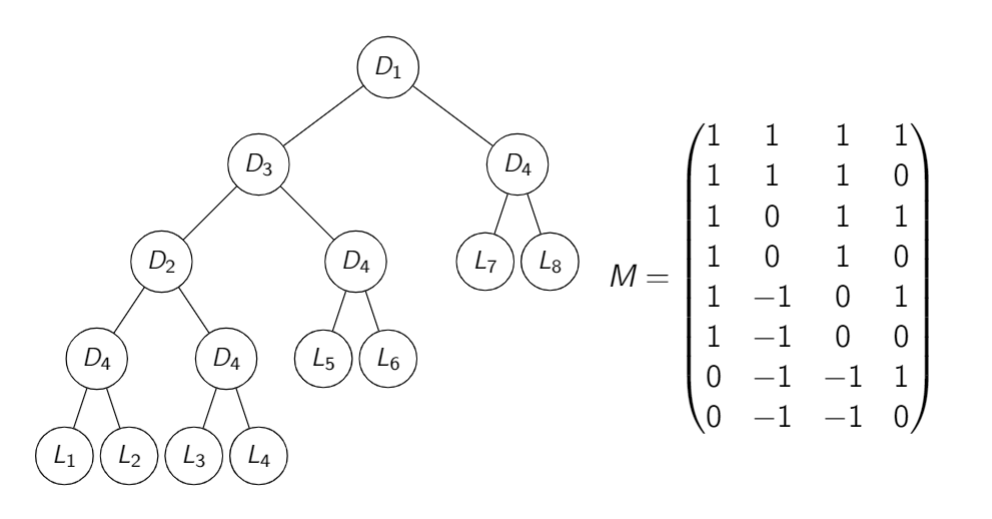 D₁
D₃ D₄
D₂ D₄ L₇ L₈
D₄ D₄ L₅ L₆
L₁ L₂ L₃ L₄
M =
1 1 1 1
1 1 1 0
1 0 1 1
1 0 1 0
1 −1 0 1
1 −1 0 0
0 −1 −1 1
0 −1 −1 0